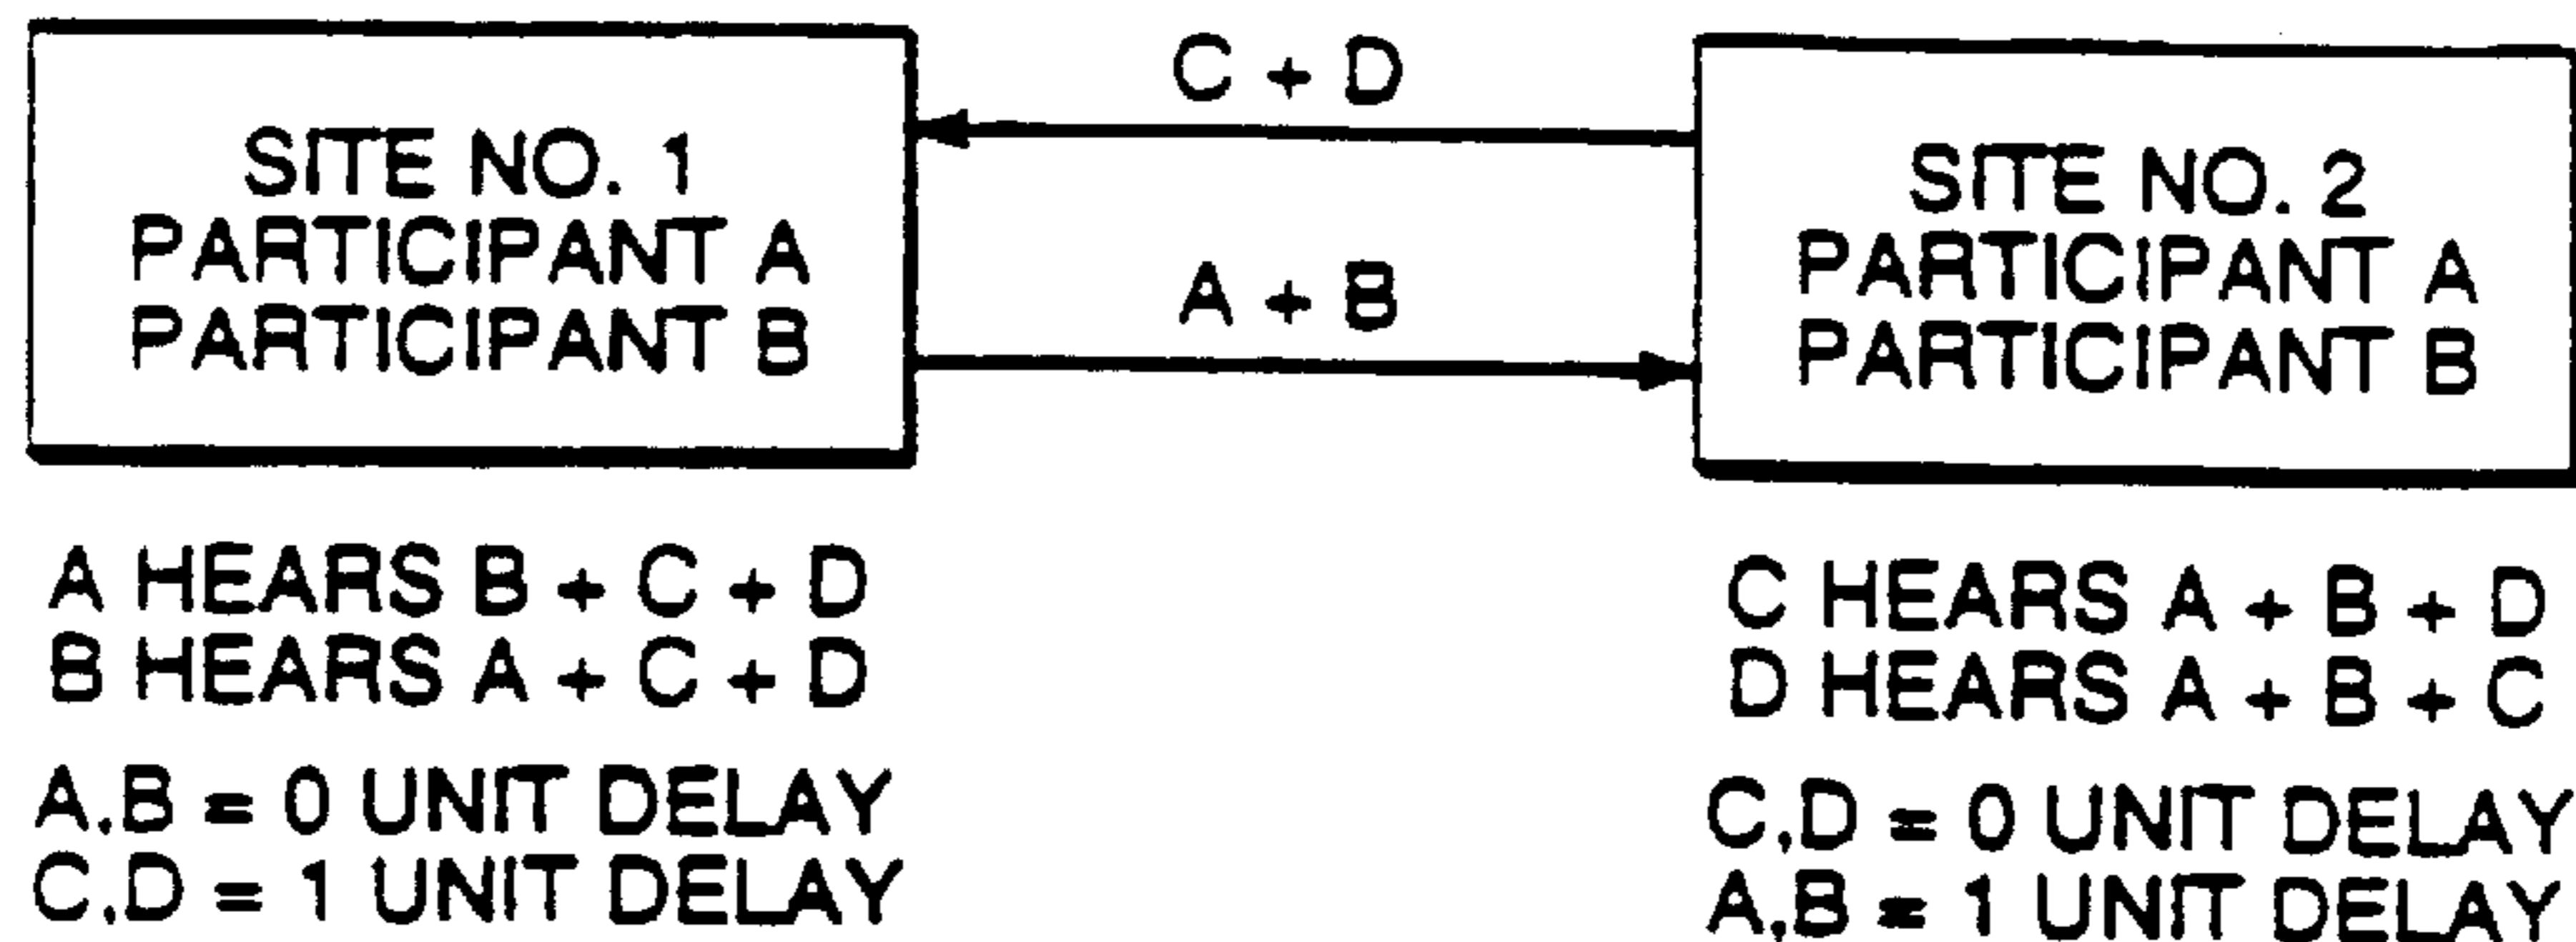 SITE NO. 1
PARTICIPANT A
PARTICIPANT B
C + D
A + B
SITE NO. 2
PARTICIPANT A
PARTICIPANT B
A HEARS B + C + D
B HEARS A + C + D
A,B = 0 UNIT DELAY
C,D = 1 UNIT DELAY
C HEARS A + B + D
D HEARS A + B + C
C,D = 0 UNIT DELAY
A,B = 1 UNIT DELAY